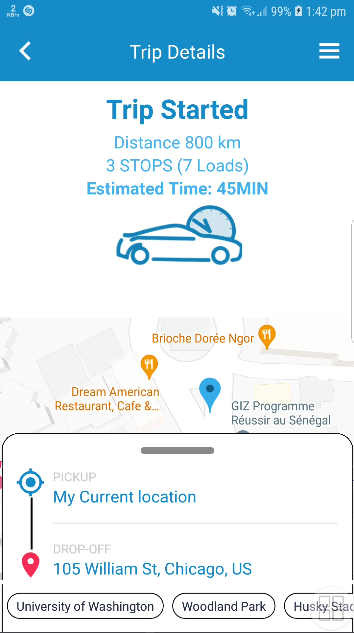 2
KB/s
99% 1:42 pm
Trip Details
Trip Started
Distance 800 km
3 STOPS (7 Loads)
Estimated Time: 45MIN
Brioche Dorée Ngor
Dream American
Restaurant, Cafe &...
GIZ Programme
Réussir au Sénégal
PICKUP
My Current location
DROP-OFF
105 William St, Chicago, US
University of Washington
Woodland Park
Husky Stad